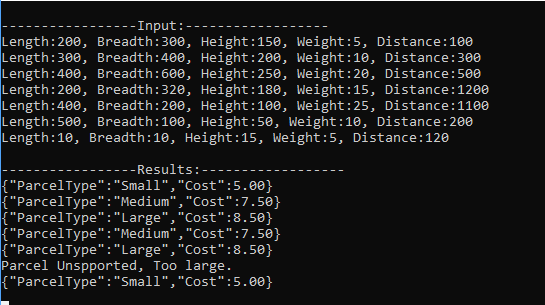 -----------------Input:------------------
Length:200, Breadth:300, Height:150, Weight:5, Distance:100
Length:300, Breadth:400, Height:200, Weight:10, Distance:300
Length:400, Breadth:600, Height:250, Weight:20, Distance:500
Length:200, Breadth:320, Height:180, Weight:15, Distance:1200
Length:400, Breadth:200, Height:100, Weight:25, Distance:1100
Length:500, Breadth:100, Height:50, Weight:10, Distance:200
Length:10, Breadth:10, Height:15, Weight:5, Distance:120
-----------------Results:------------------
{"ParcelType":"Small","Cost":5.00}
{"ParcelType":"Medium","Cost":7.50}
{"ParcelType":"Large","Cost":8.50}
{"ParcelType":"Medium","Cost":7.50}
{"ParcelType":"Large","Cost":8.50}
Parcel Unspported, Too large.
{"ParcelType":"Small","Cost":5.00}